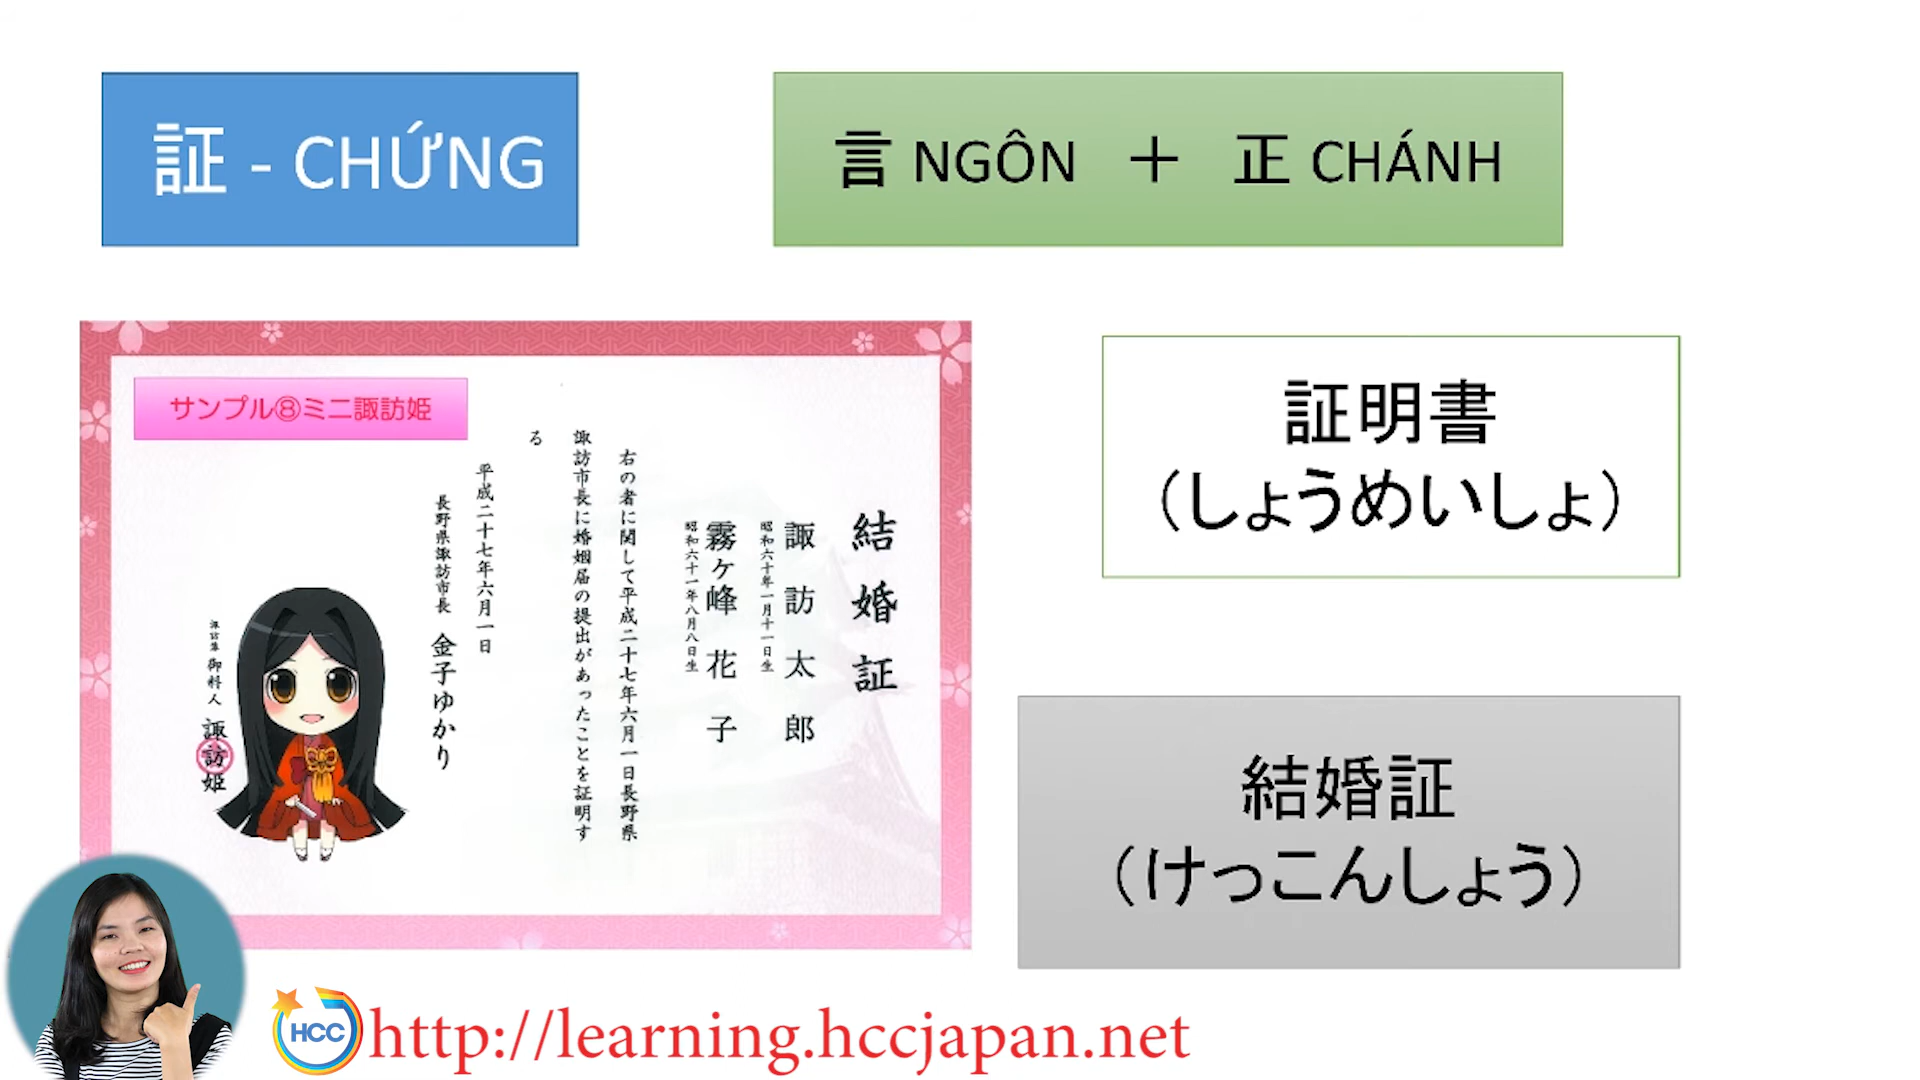 証 - CHỨNG
言 NGÔN ＋ 正 CHÁNH
サンプル⑧ミニ諏訪姫
結婚証
諏訪太郎
昭和六十年一月十一日生
霧ヶ峰花子
昭和六十一年八月八日生
右の者に関して平成二十七年六月一日長野県
諏訪市長に婚姻届の提出があったことを証明す
る
平成二十七年六月一日
長野県諏訪市長 金子ゆかり
御料人 諏訪姫
証明書
（しょうめいしょ）
結婚証
（けっこんしょう）
HCC
http://learning.hccjapan.net